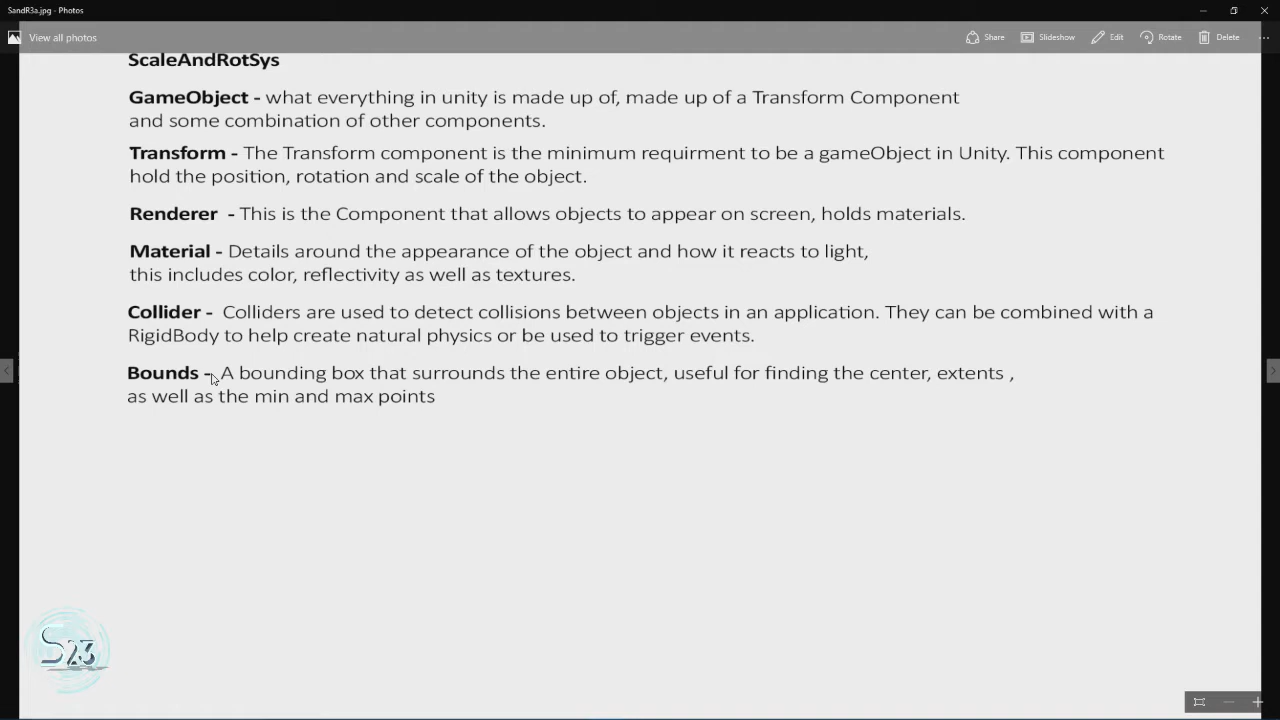 SandR3a.jpg - Photos
View all photos
Share
Slideshow
Edit
Rotate
Delete
ScaleAndRotSys
GameObject - what everything in unity is made up of, made up of a Transform Component
and some combination of other components.
Transform - The Transform component is the minimum requirment to be a gameObject in Unity. This component
hold the position, rotation and scale of the object.
Renderer - This is the Component that allows objects to appear on screen, holds materials.
Material - Details around the appearance of the object and how it reacts to light,
this includes color, reflectivity as well as textures.
Collider - Colliders are used to detect collisions between objects in an application. They can be combined with a
RigidBody to help create natural physics or be used to trigger events.
Bounds - A bounding box that surrounds the entire object, useful for finding the center, extents ,
as well as the min and max points
S23